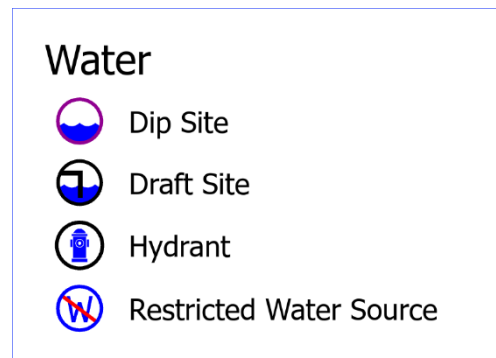 Water
Dip Site
Draft Site
Hydrant
W Restricted Water Source